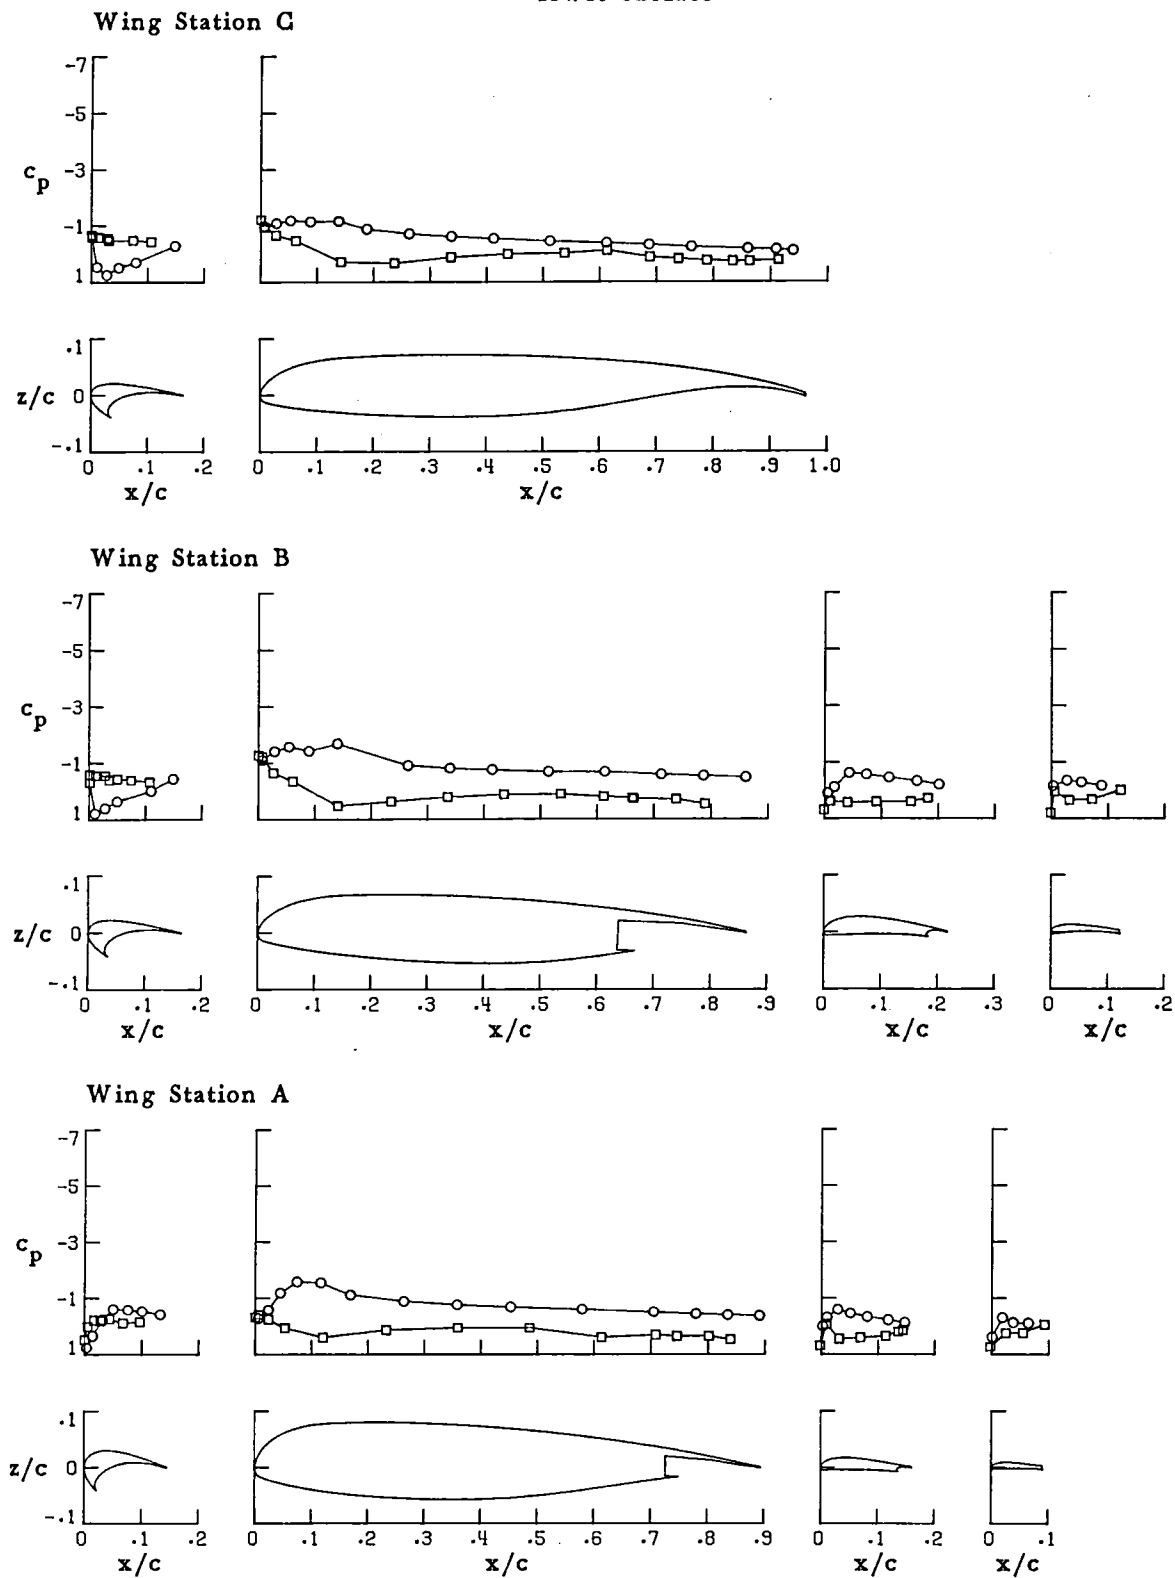 Wing Station C
-7
-5
-3
-1
1
c_p
.1
0
-.1
z/c
0 .1 .2
0 .1 .2 .3 .4 .5 .6 .7 .8 .9 1.0
x/c x/c
Wing Station B
-7
-5
-3
-1
1
c_p
.1
0
-.1
z/c
0 .1 .2 0 .1 .2 .3 .4 .5 .6 .7 .8 .9 0 .1 .2 .3 0 .1 .2
x/c x/c x/c x/c
Wing Station A
-7
-5
-3
-1
1
c_p
.1
0
-.1
z/c
0 .1 .2 0 .1 .2 .3 .4 .5 .6 .7 .8 .9 0 .1 .2 0 .1
x/c x/c x/c x/c